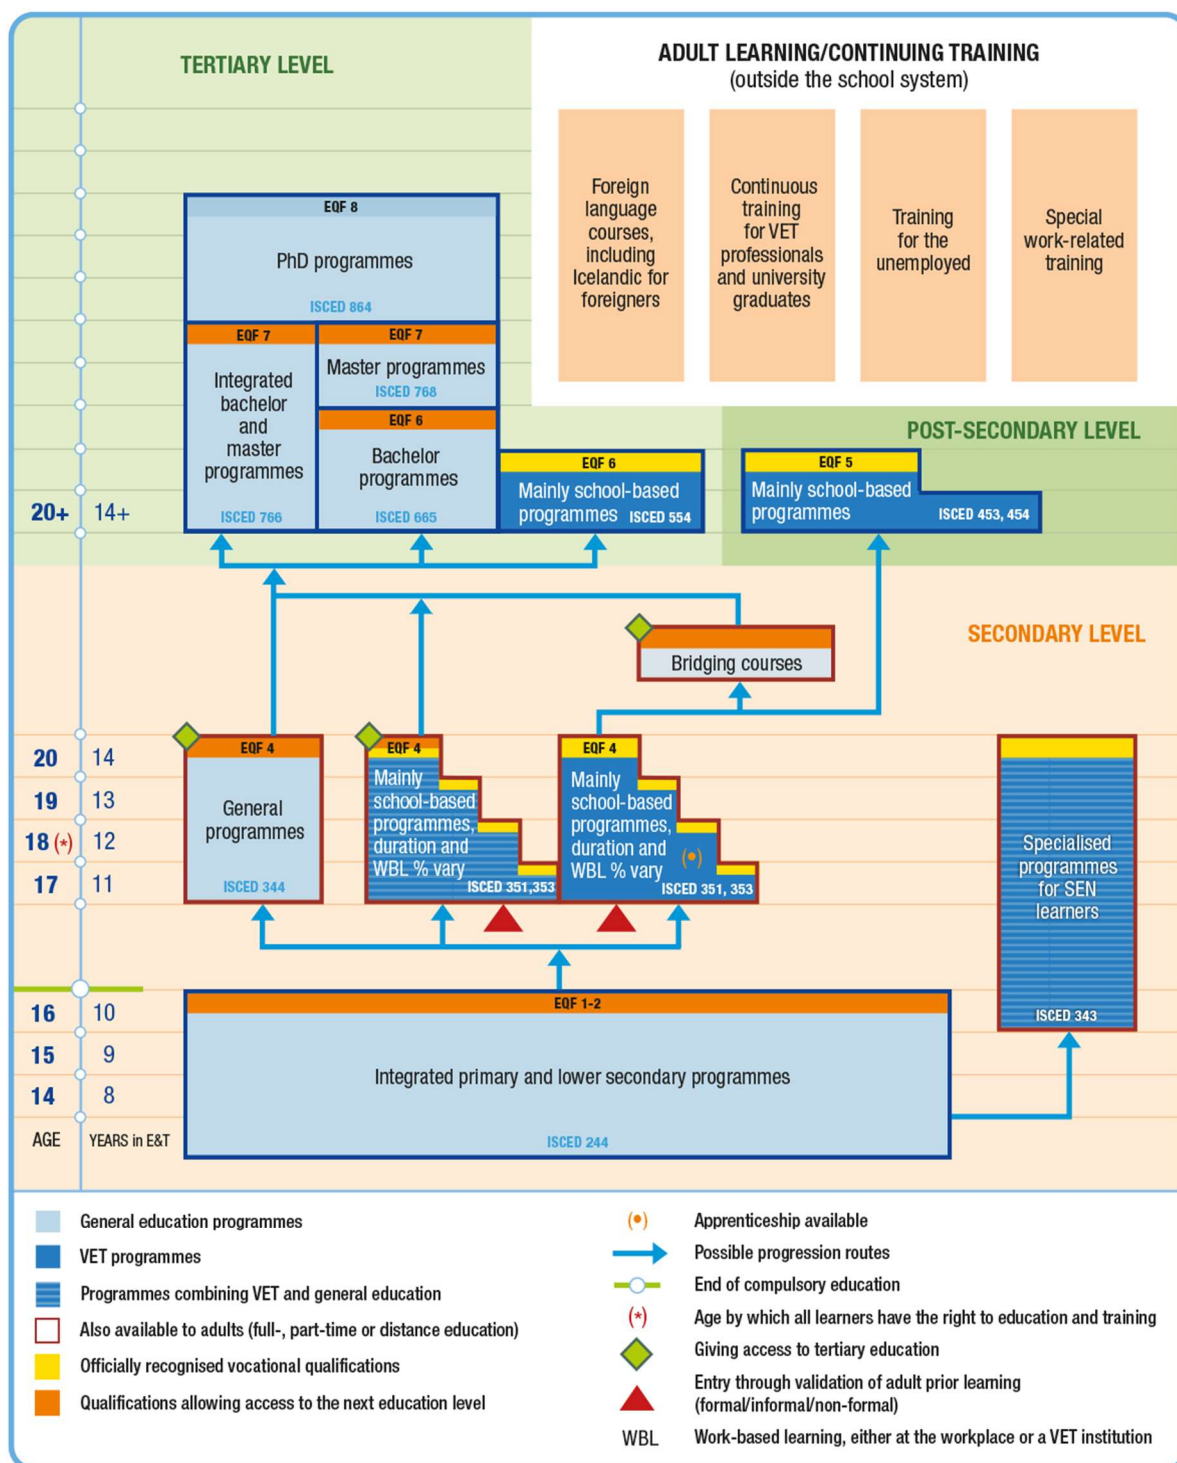 TERTIARY LEVEL
ADULT LEARNING/CONTINUING TRAINING
(outside the school system)
Foreign
language
courses,
including
Icelandic for
foreigners
Continuous
training
for VET
professionals
and university
graduates
Training
for the
unemployed
Special
work-related
training
EQF 8
PhD programmes
ISCED 864
EQF 7
Integrated
bachelor
and
master
programmes
ISCED 766
EQF 7
Master programmes
ISCED 768
EQF 6
Bachelor
programmes
ISCED 665
EQF 6
Mainly school-based
programmes ISCED 554
POST-SECONDARY LEVEL
EQF 5
Mainly school-based
programmes
ISCED 453, 454
20+ 14+
SECONDARY LEVEL
Bridging courses
20 14
19 13
18 (*) 12
17 11
EQF 4
General
programmes
ISCED 344
EQF 4
Mainly
school-based
programmes,
duration and
WBL % vary
ISCED 351,353
EQF 4
Mainly
school-based
programmes,
duration and
WBL % vary
(•)
ISCED 351, 353
Specialised
programmes
for SEN
learners
ISCED 343
16 10
15 9
14 8
AGE YEARS in E&T
EQF 1-2
Integrated primary and lower secondary programmes
ISCED 244
General education programmes
VET programmes
Programmes combining VET and general education
Also available to adults (full-, part-time or distance education)
Officially recognised vocational qualifications
Qualifications allowing access to the next education level
(•) Apprenticeship available
Possible progression routes
End of compulsory education
(*) Age by which all learners have the right to education and training
Giving access to tertiary education
Entry through validation of adult prior learning
(formal/informal/non-formal)
WBL Work-based learning, either at the workplace or a VET institution